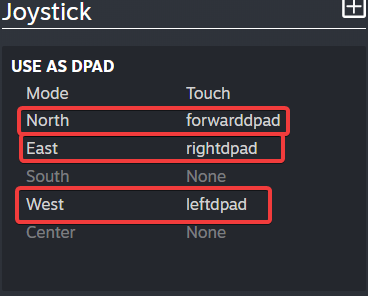 Joystick
USE AS DPAD
Mode Touch
North forwarddpad
East rightdpad
South None
West leftdpad
Center None